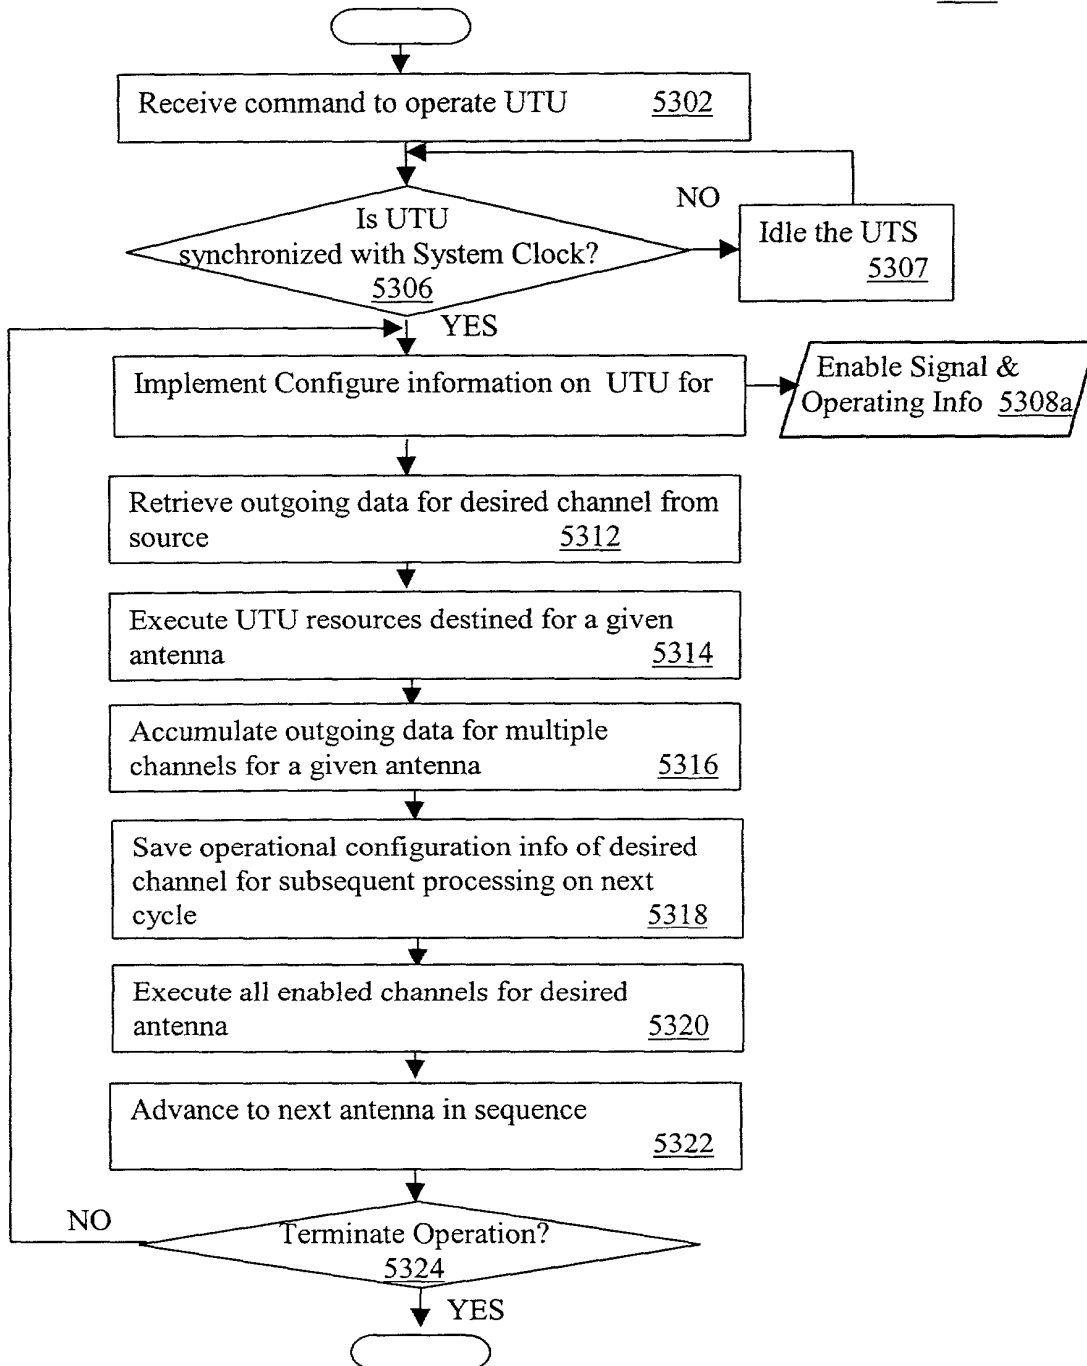 Receive command to operate UTU 5302
NO
Is UTU
synchronized with System Clock?
5306
Idle the UTS
5307
YES
Implement Configure information on UTU for
Enable Signal &
Operating Info 5308a
Retrieve outgoing data for desired channel from
source 5312
Execute UTU resources destined for a given
antenna 5314
Accumulate outgoing data for multiple
channels for a given antenna 5316
Save operational configuration info of desired
channel for subsequent processing on next
cycle 5318
Execute all enabled channels for desired
antenna 5320
Advance to next antenna in sequence
5322
NO
Terminate Operation?
5324
YES